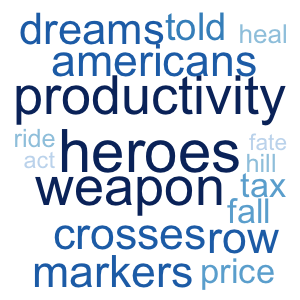 dreams told heal
americans
productivity
ride heroes fate
act hill
weapon tax
fall
crosses row
markers price